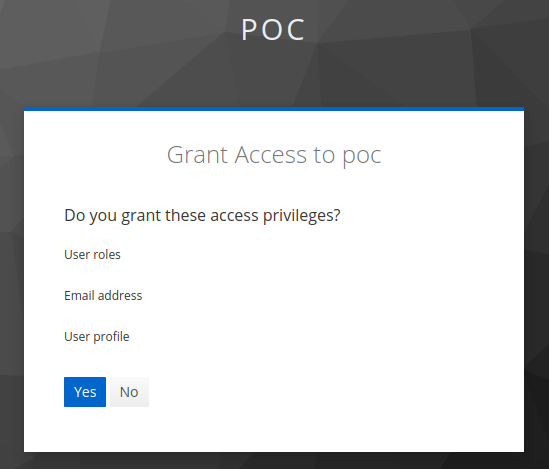 POC
Grant Access to poc
Do you grant these access privileges?
User roles
Email address
User profile
Yes No